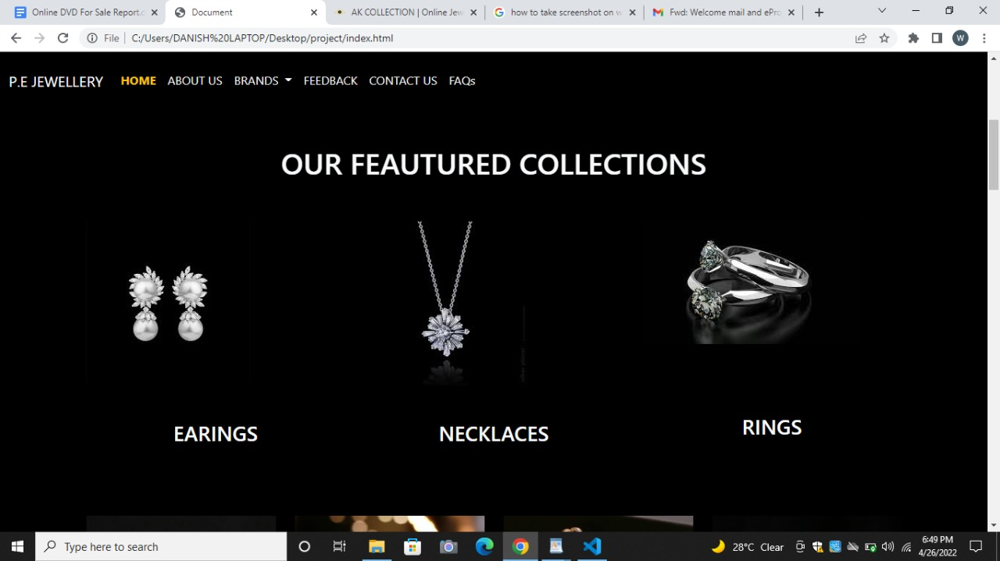 Online DVD For Sale Report.c
Document
AK COLLECTION | Online Jew
how to take screenshot on w
Fwd: Welcome mail and ePro
File
C:/Users/DANISH%20LAPTOP/Desktop/project/index.html
W
P.E JEWELLERY HOME ABOUT US BRANDS FEEDBACK CONTACT US FAQs
OUR FEAUTURED COLLECTIONS
EARINGS
NECKLACES
RINGS
Type here to search
28°C Clear
6:49 PM
4/26/2022